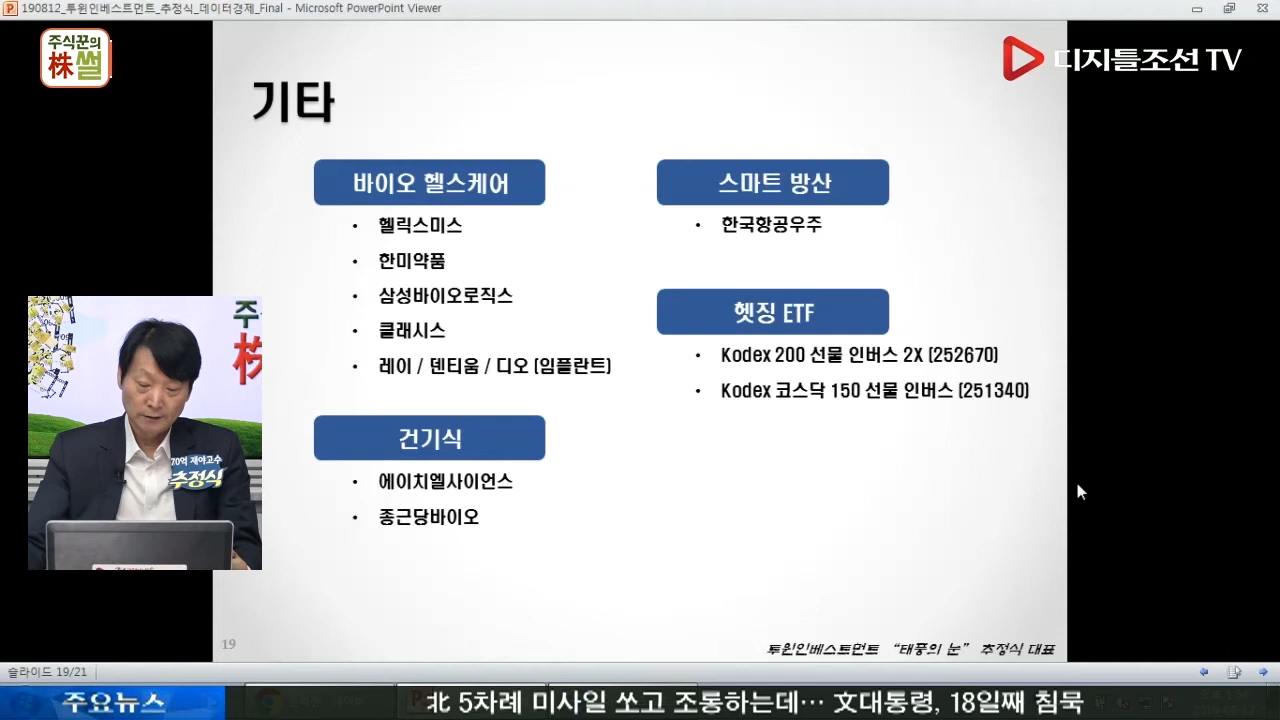 190812_투원인베스트먼트_추정식_데이터경제_Final - Microsoft PowerPoint Viewer
주식꾼의
株썰
디지틀조선TV
기타
바이오 헬스케어
• 헬릭스미스
• 한미약품
• 삼성바이오로직스
• 클래시스
• 레이 / 덴티움 / 디오 (임플란트)
건기식
• 에이치엘사이언스
• 종근당바이오
스마트 방산
• 한국항공우주
헷징 ETF
• Kodex 200 선물 인버스 2X (252670)
• Kodex 코스닥 150 선물 인버스 (251340)
株
70억 재야고수
추정식
19
투원인베스트먼트 “태풍의 눈” 추정식 대표
슬라이드 19/21
주요뉴스
北 5차례 미사일 쏘고 조롱하는데… 文대통령, 18일째 침묵